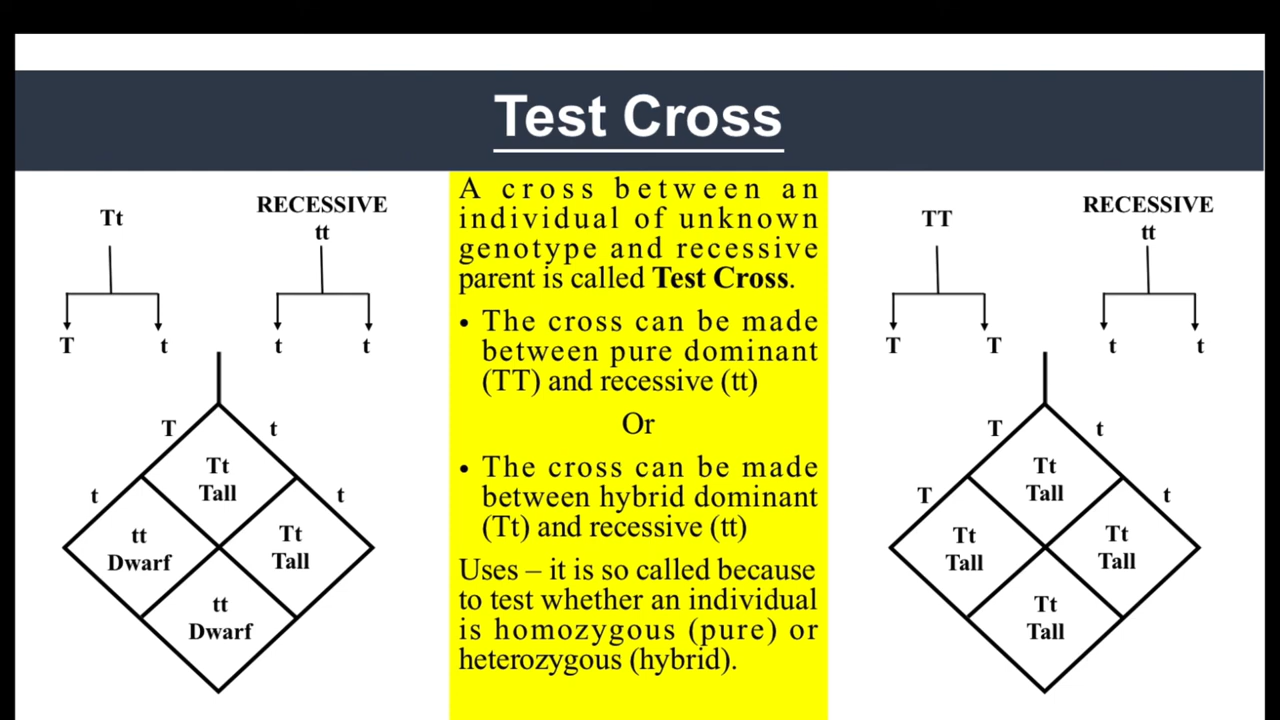 Test Cross
Tt
RECESSIVE
tt
T t t t
T t
t t
Tt
Tall
tt
Dwarf
Tt
Tall
tt
Dwarf
A cross between an
individual of unknown
genotype and recessive
parent is called Test Cross.
• The cross can be made
between pure dominant
(TT) and recessive (tt)
Or
• The cross can be made
between hybrid dominant
(Tt) and recessive (tt)
Uses – it is so called because
to test whether an individual
is homozygous (pure) or
heterozygous (hybrid).
TT
RECESSIVE
tt
T T t t
T t
T t
Tt
Tall
Tt
Tall
Tt
Tall
Tt
Tall